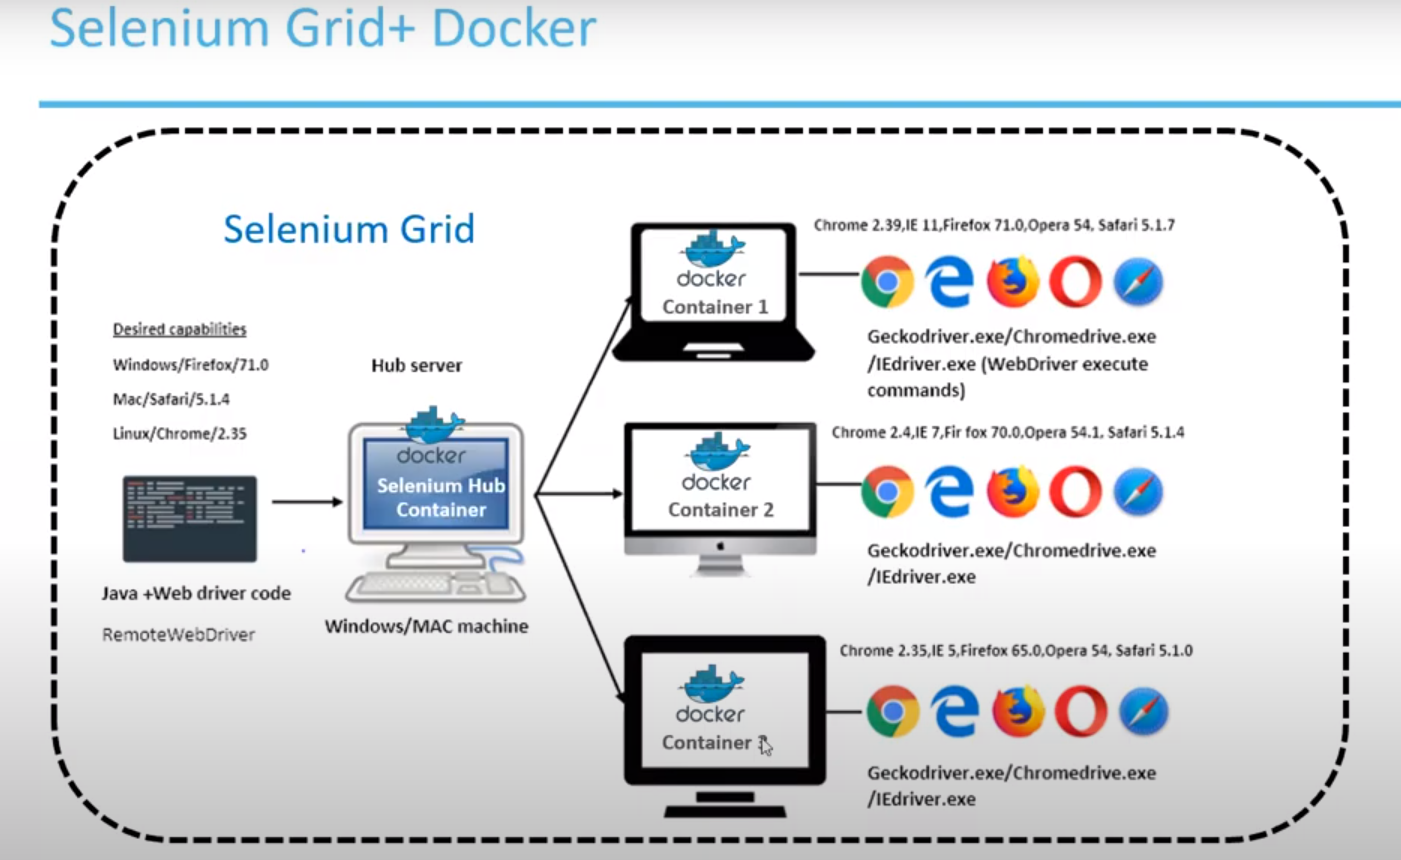 Selenium Grid+ Docker
Selenium Grid
Desired capabilities
Windows/Firefox/71.0
Mac/Safari/5.1.4
Linux/Chrome/2.35
Java +Web driver code
RemoteWebDriver
Hub server
docker
Selenium Hub
Container
Windows/MAC machine
docker
Container 1
Chrome 2.39,IE 11,Firefox 71.0,Opera 54, Safari 5.1.7
Geckodriver.exe/Chromedrive.exe
/IEdriver.exe (WebDriver execute
commands)
docker
Container 2
Chrome 2.4,IE 7,Fir fox 70.0,Opera 54.1, Safari 5.1.4
Geckodriver.exe/Chromedrive.exe
/IEdriver.exe
docker
Container
Chrome 2.35,IE 5,Firefox 65.0,Opera 54, Safari 5.1.0
Geckodriver.exe/Chromedrive.exe
/IEdriver.exe